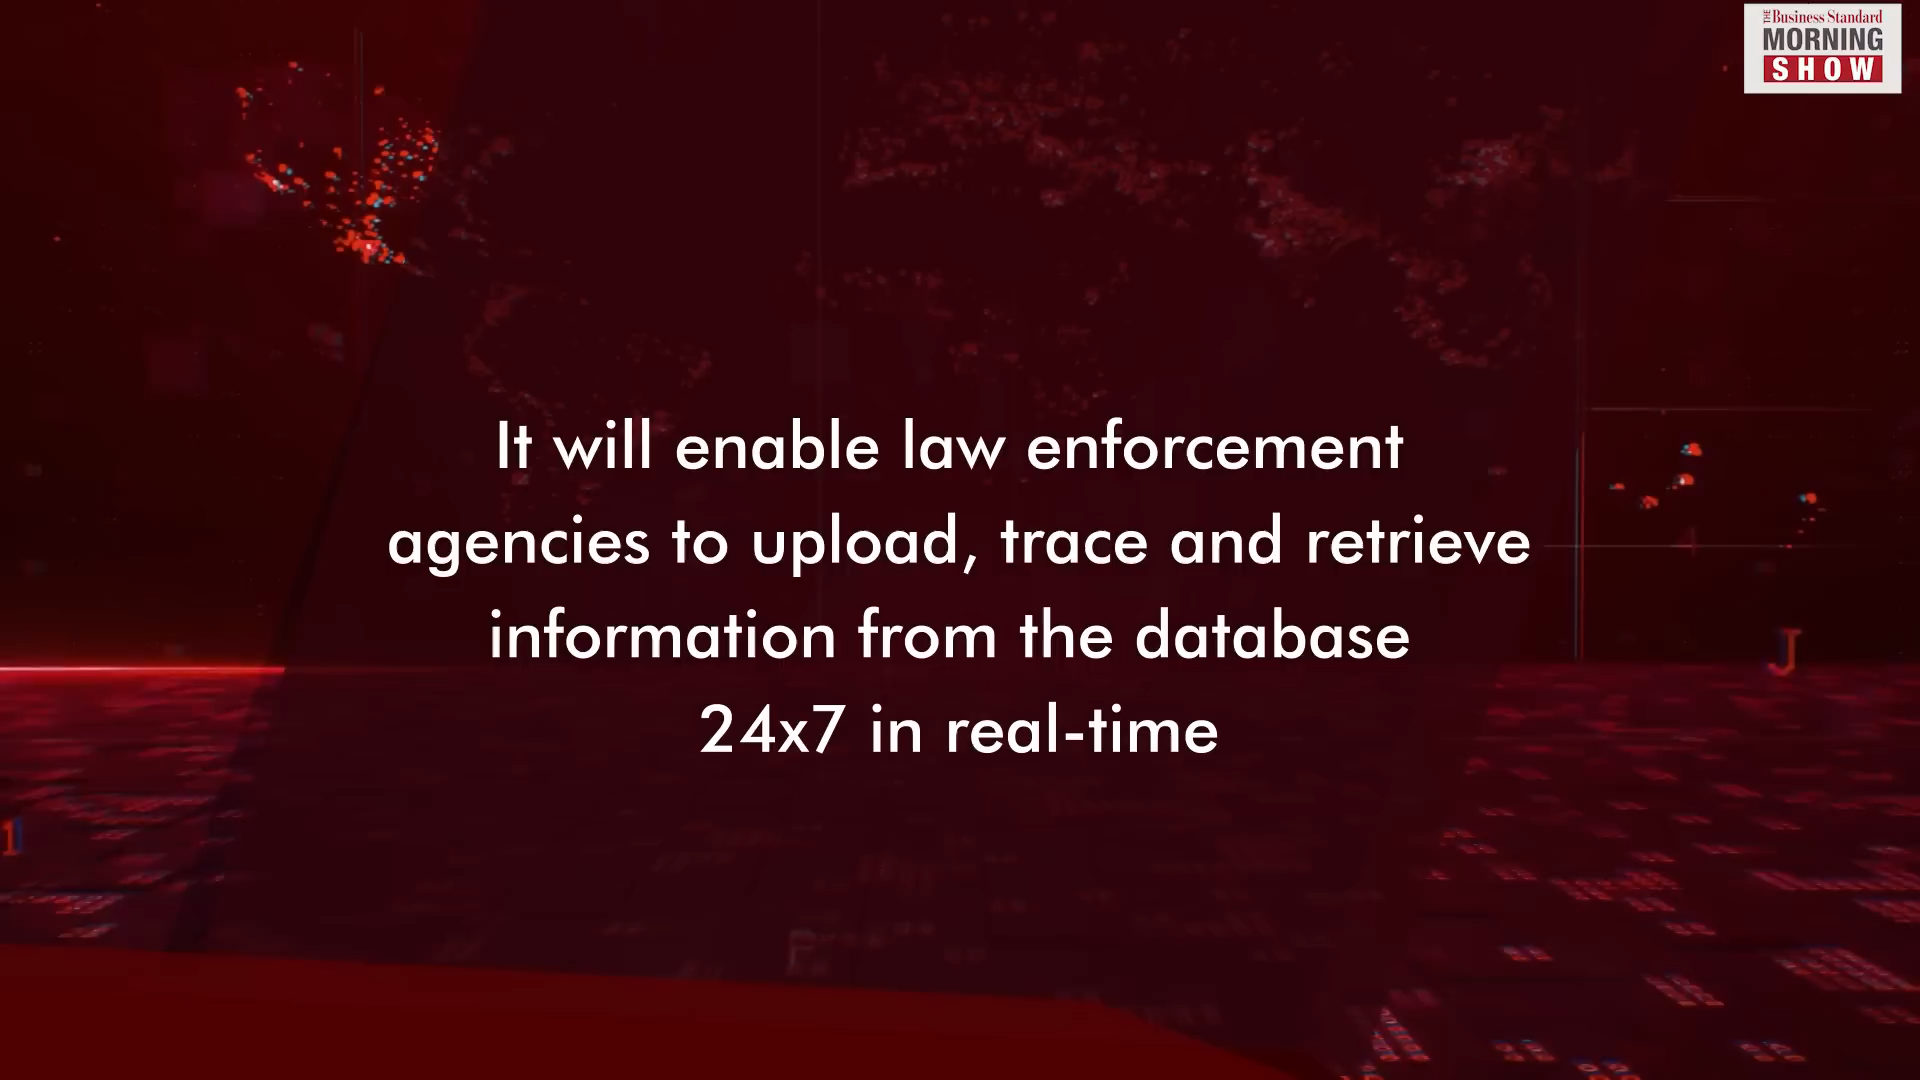 THE Business Standard
MORNING
SHOW
It will enable law enforcement
agencies to upload, trace and retrieve
information from the database
24x7 in real-time
J
1